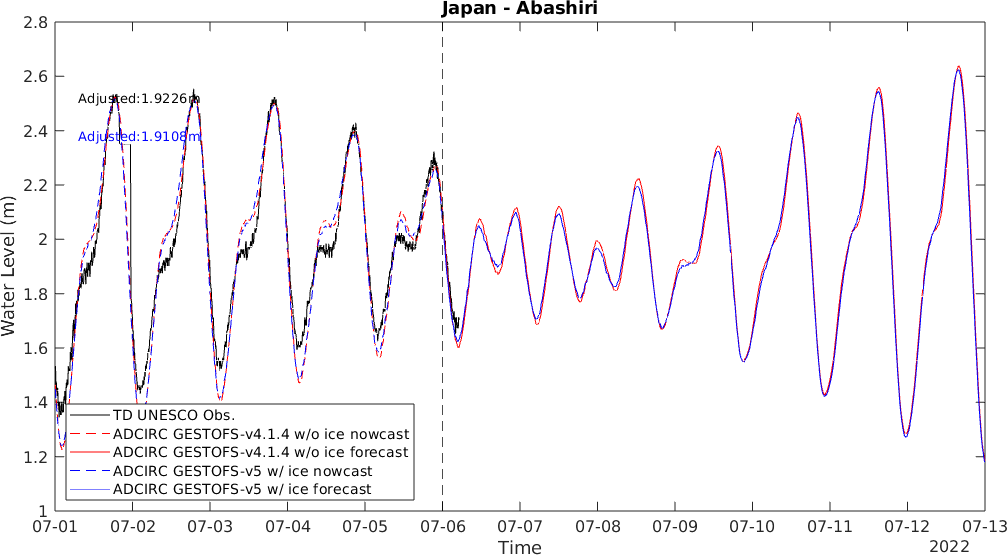 Japan - Abashiri
Water Level (m)
2.8
2.6
2.4
2.2
2
1.8
1.6
1.4
1.2
1
Adjusted:1.9226m
Adjusted:1.9108m
TD UNESCO Obs.
ADCIRC GESTOFS-v4.1.4 w/o ice nowcast
ADCIRC GESTOFS-v4.1.4 w/o ice forecast
ADCIRC GESTOFS-v5 w/ ice nowcast
ADCIRC GESTOFS-v5 w/ ice forecast
07-01 07-02 07-03 07-04 07-05 07-06 07-07 07-08 07-09 07-10 07-11 07-12 07-13
Time
2022